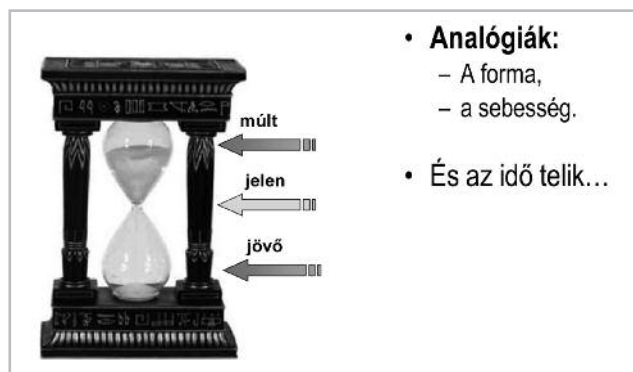 múlt
jelen
jövő
• Analógiák:
– A forma,
– a sebesség.
• És az idő telik…